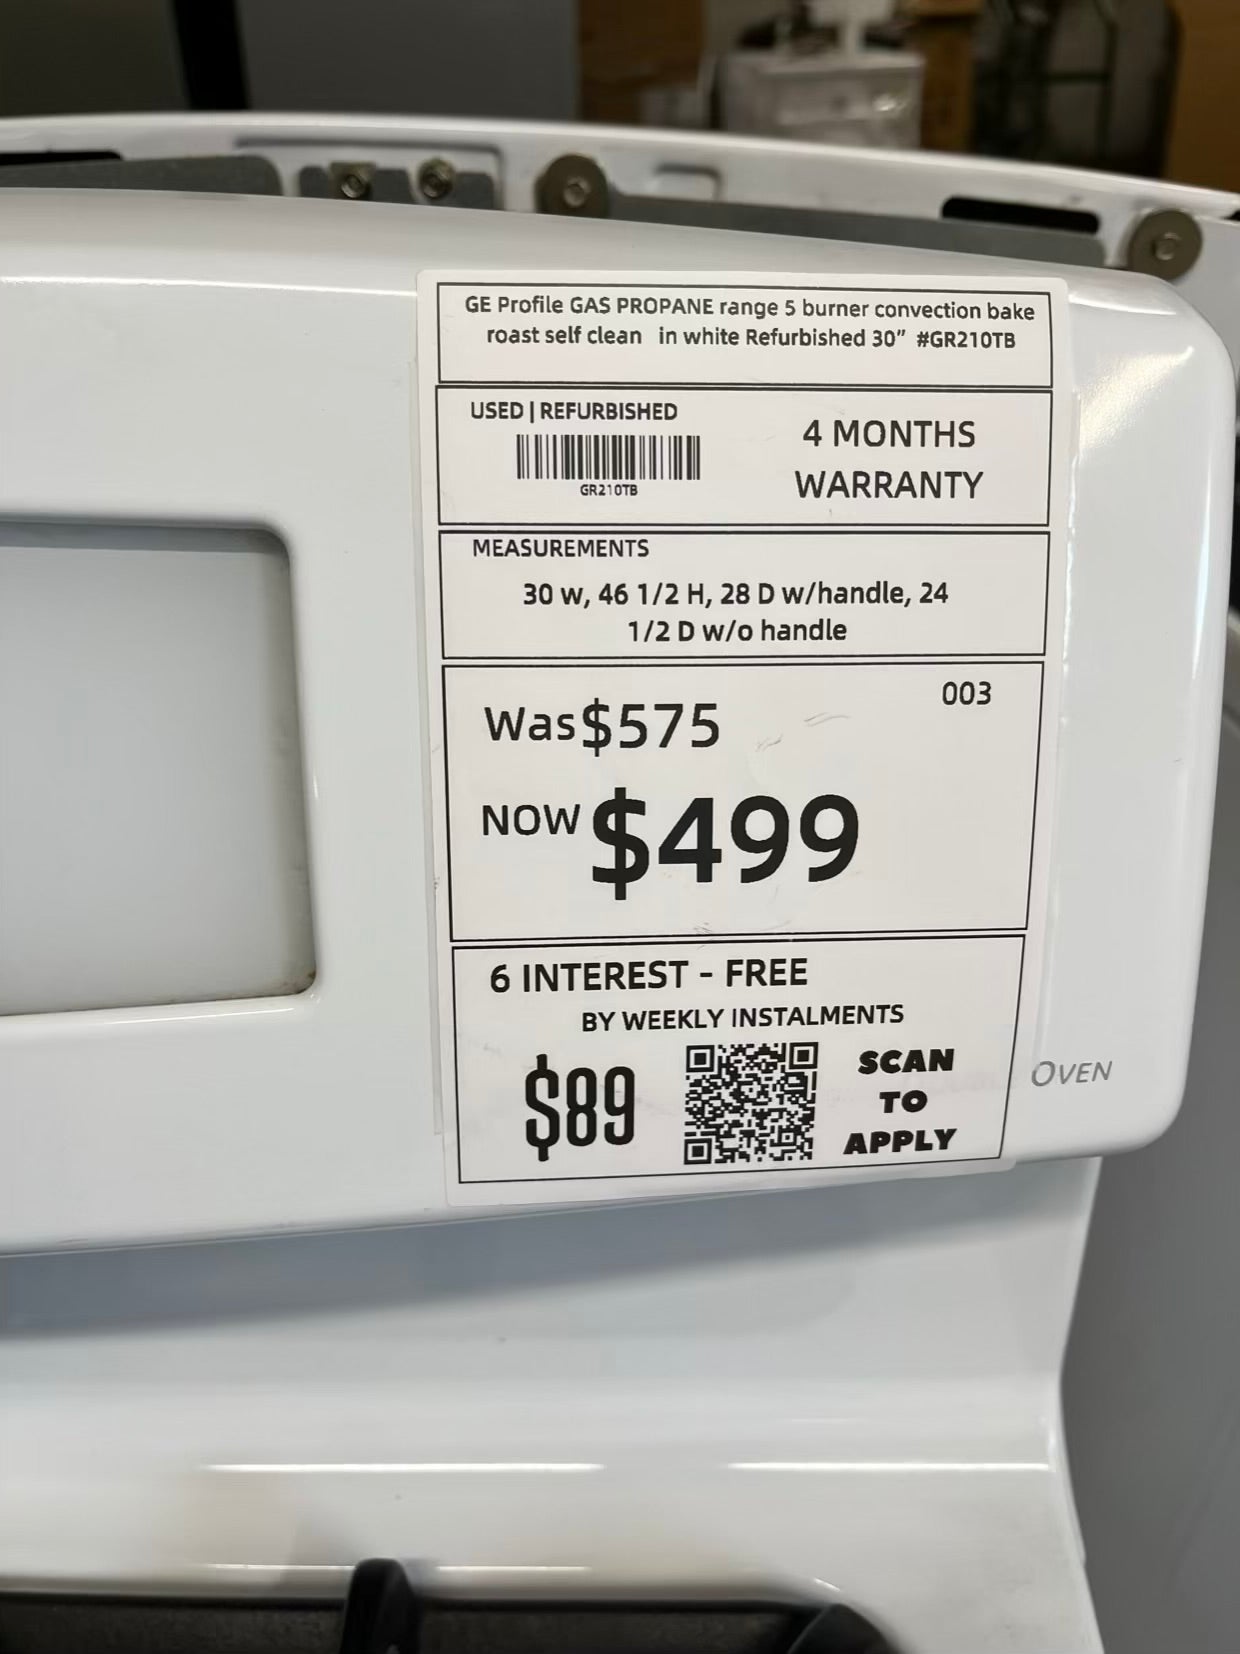 GE Profile GAS PROPANE range 5 burner convection bake
roast self clean in white Refurbished 30” #GR210TB
USED | REFURBISHED
GR210TB
4 MONTHS
WARRANTY
MEASUREMENTS
30 w, 46 1/2 H, 28 D w/handle, 24
1/2 D w/o handle
003
Was $575
NOW $499
6 INTEREST - FREE
BY WEEKLY INSTALMENTS
$89
SCAN
TO
APPLY
OVEN